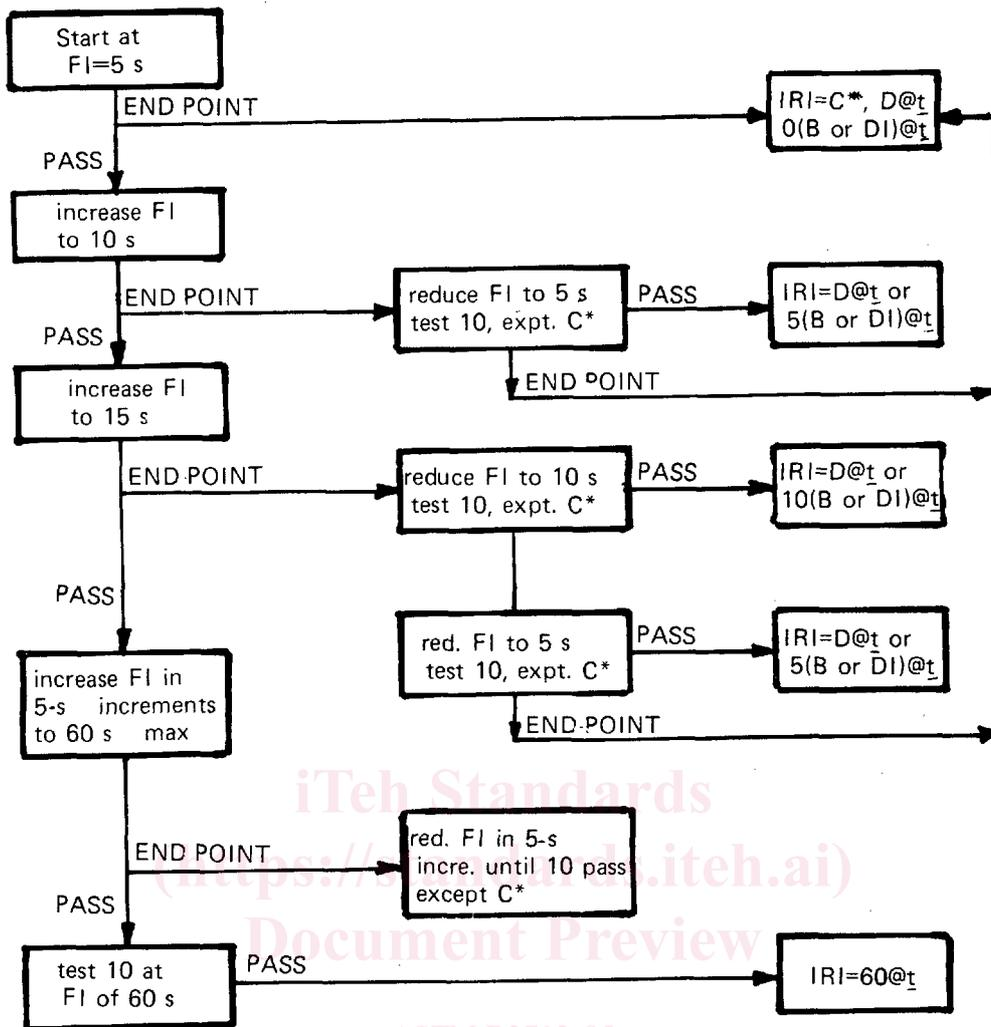 Start at
FI=5 s
END POINT
IRI=C*, D@t
0(B or DI)@t
PASS
increase FI
to 10 s
END POINT
reduce FI to 5 s
test 10, expt. C*
PASS
IRI=D@t or
5(B or DI)@t
PASS
END POINT
increase FI
to 15 s
END POINT
reduce FI to 10 s
test 10, expt. C*
PASS
IRI=D@t or
10(B or DI)@t
PASS
red. FI to 5 s
test 10, expt. C*
PASS
IRI=D@t or
5(B or DI)@t
END POINT
increase FI in
5-s increments
to 60 s max
iTeh Standards
(https://standards.iteh.ai)
Document Preview
END POINT
red. FI in 5-s
incre. until 10 pass
except C*
PASS
test 10 at
FI of 60 s
PASS
IRI=60@t